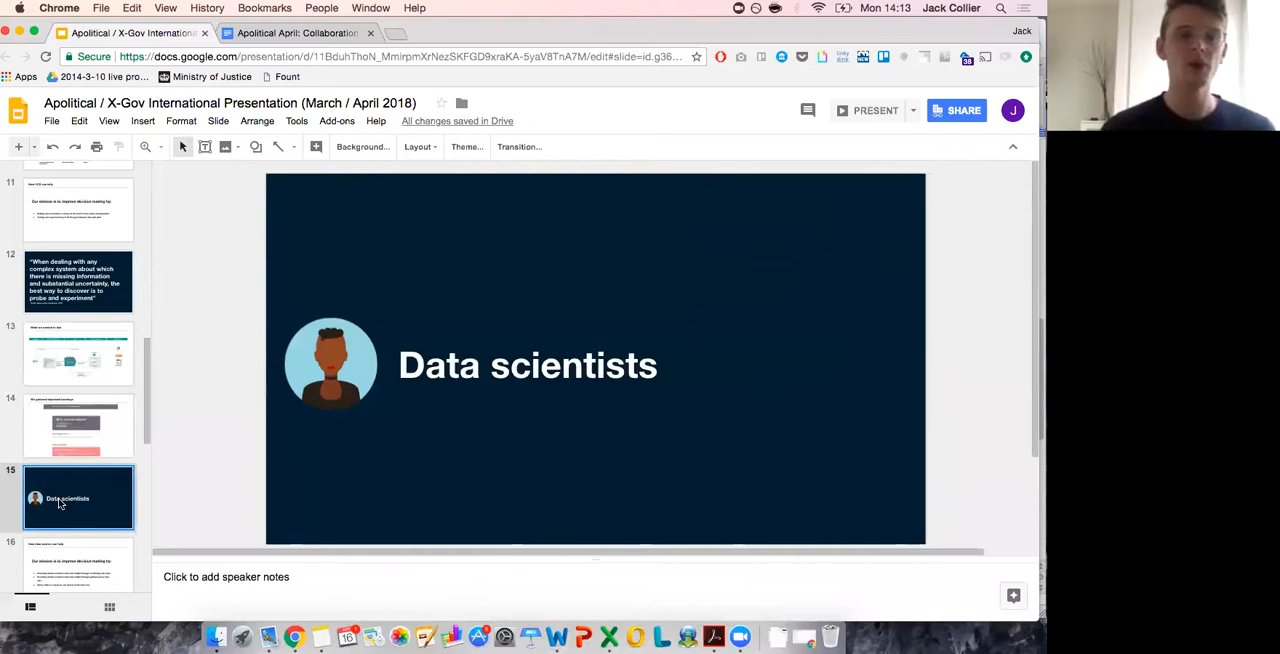 Chrome File Edit View History Bookmarks People Window Help Mon 14:13 Jack Collier
Apolitical / X-Gov Internation
Political April: Collaboration
Jack
Secure https://docs.google.com/presentation/d/11BduhThoN_MmirpmXrNezSKFGD9xraKA-5yaV8TnA7M/edit#slide=id.g36...
38
Apps 2014-3-10 live pro... Ministry of Justice Fount
Apolitical / X-Gov International Presentation (March / April 2018)
PRESENT SHARE J
File Edit View Insert Format Slide Arrange Tools Add-ons Help All changes saved in Drive
Background... Layout Theme... Transition...
11
Our mission is to improve decision making by:
12
"When dealing with any
complex system about which
there is missing information
and substantial uncertainty, the
best way to discover is to
probe and experiment"
13
14
15
Data scientists
16
Our mission is to improve decision making by:
Data scientists
Click to add speaker notes